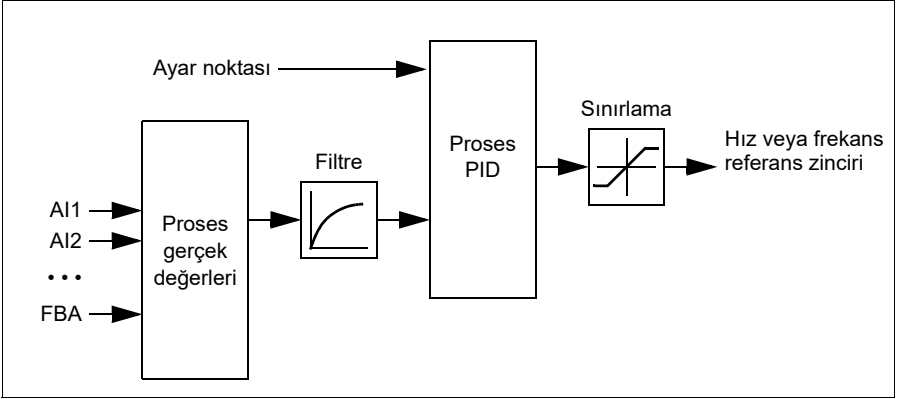 Ayar noktası
Proses
PID
Sınırlama
Hız veya frekans
referans zinciri
Filtre
AI1
AI2
• • •
FBA
Proses
gerçek
değerleri